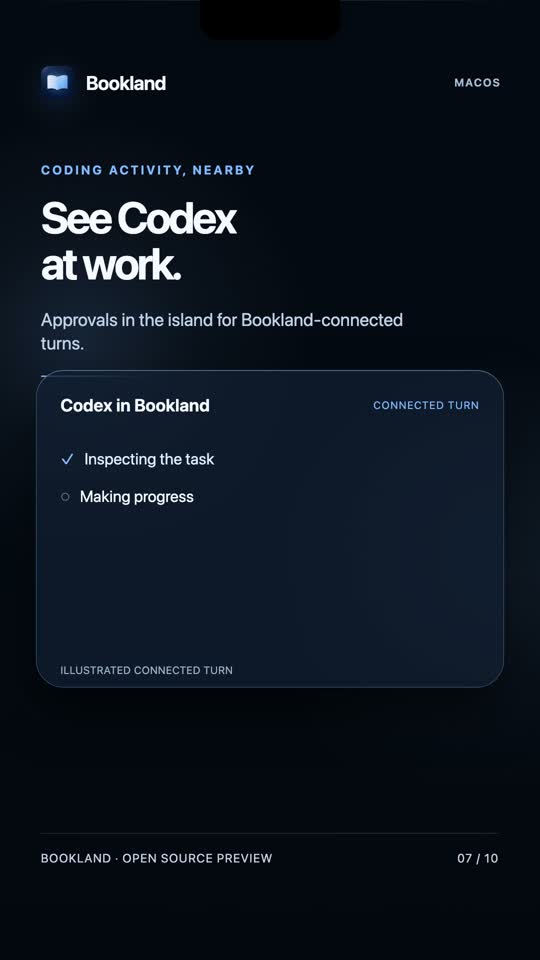 Bookland
MACOS
CODING ACTIVITY, NEARBY
See Codex
at work.
Approvals in the island for Bookland-connected
turns.
Codex in Bookland
CONNECTED TURN
Inspecting the task
Making progress
ILLUSTRATED CONNECTED TURN
BOOKLAND · OPEN SOURCE PREVIEW
07 / 10